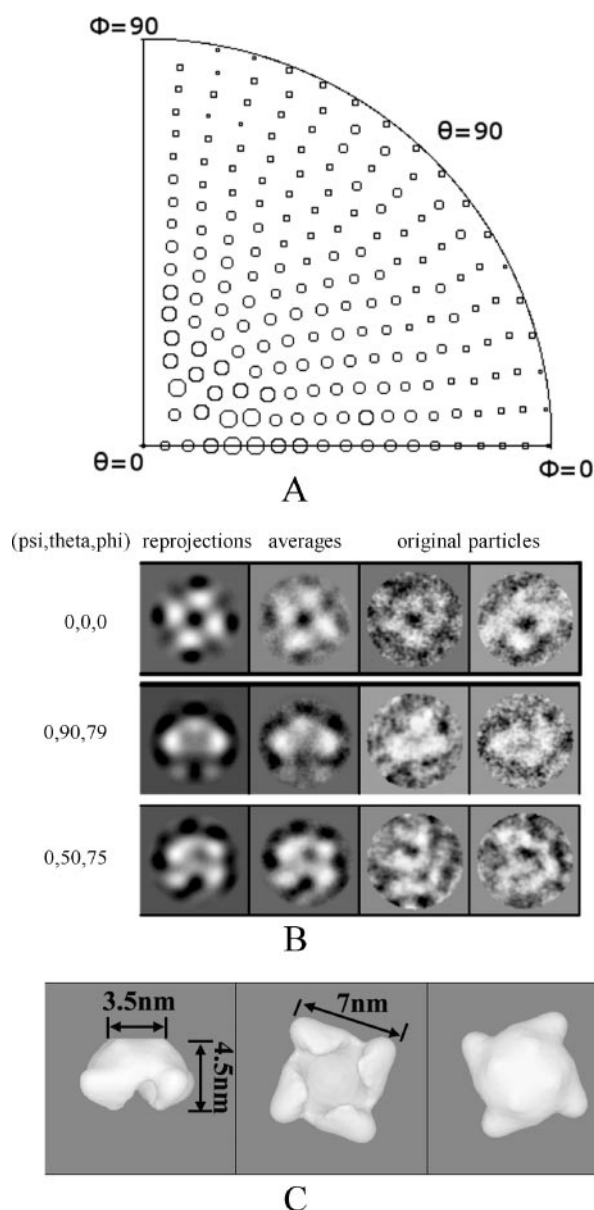 Φ=90
θ=90
θ=0
Φ=0
A
(psi,theta,phi) reprojections averages original particles
0,0,0
0,90,79
0,50,75
B
3.5nm
7nm
4.5nm
C